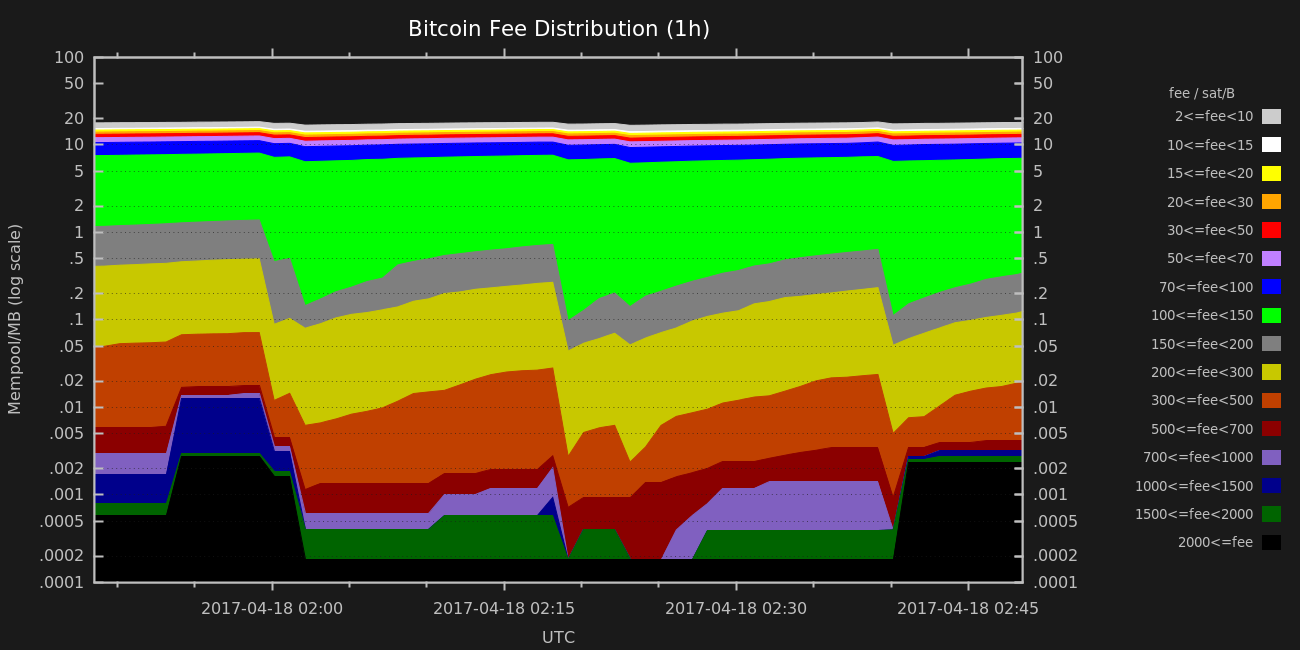 Bitcoin Fee Distribution (1h)
Mempool/MB (log scale)
100
50
20
10
5
2
1
.5
.2
.1
.05
.02
.01
.005
.002
.001
.0005
.0002
.0001
100
50
20
10
5
2
1
.5
.2
.1
.05
.02
.01
.005
.002
.001
.0005
.0002
.0001
fee / sat/B
2<=fee<10
10<=fee<15
15<=fee<20
20<=fee<30
30<=fee<50
50<=fee<70
70<=fee<100
100<=fee<150
150<=fee<200
200<=fee<300
300<=fee<500
500<=fee<700
700<=fee<1000
1000<=fee<1500
1500<=fee<2000
2000<=fee
2017-04-18 02:00
2017-04-18 02:15
2017-04-18 02:30
2017-04-18 02:45
UTC